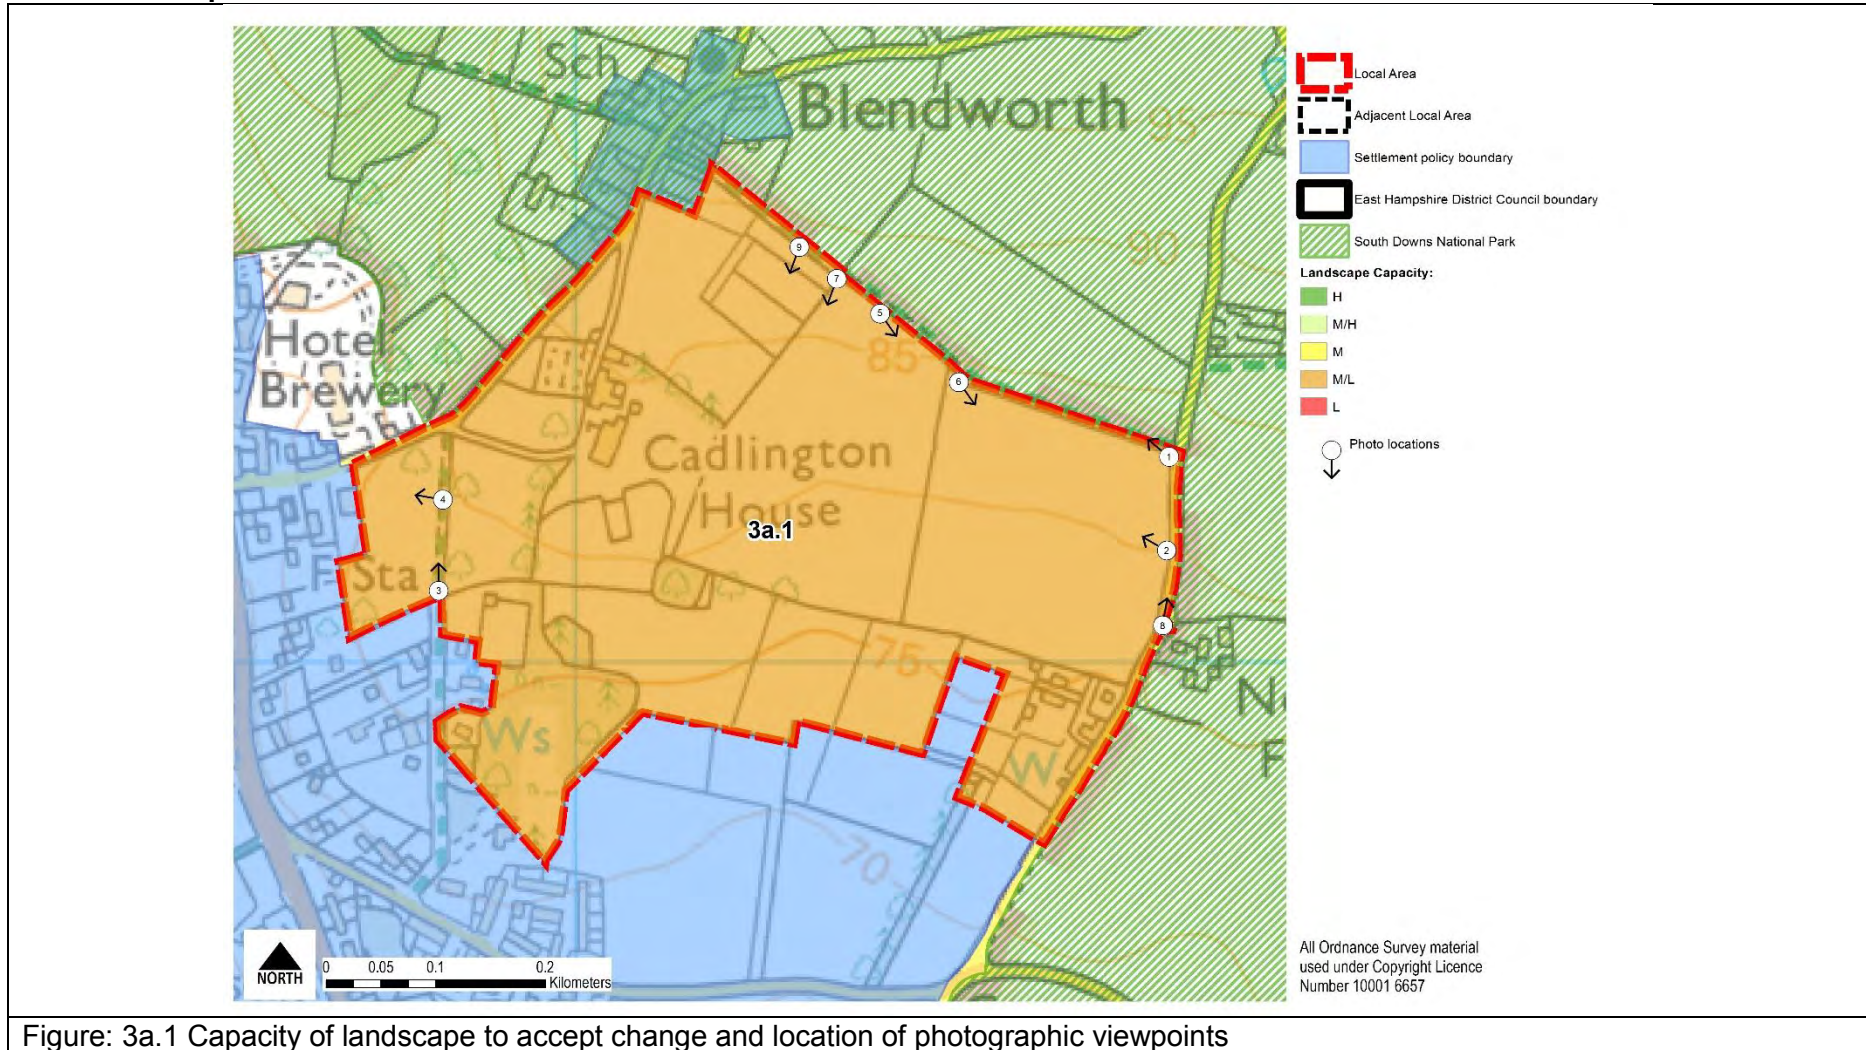 Sch
Blendworth
95
90
Hotel
Brewery
85
Cadlington
House
3a.1
F Sta
75
Ws
W
70
9
7
5
6
1
2
8
4
3
NORTH
0 0.05 0.1 0.2
Kilometers
Local Area
Adjacent Local Area
Settlement policy boundary
East Hampshire District Council boundary
South Downs National Park
Landscape Capacity:
H
M/H
M
M/L
L
Photo locations
All Ordnance Survey material
used under Copyright Licence
Number 10001 6657
Figure: 3a.1 Capacity of landscape to accept change and location of photographic viewpoints